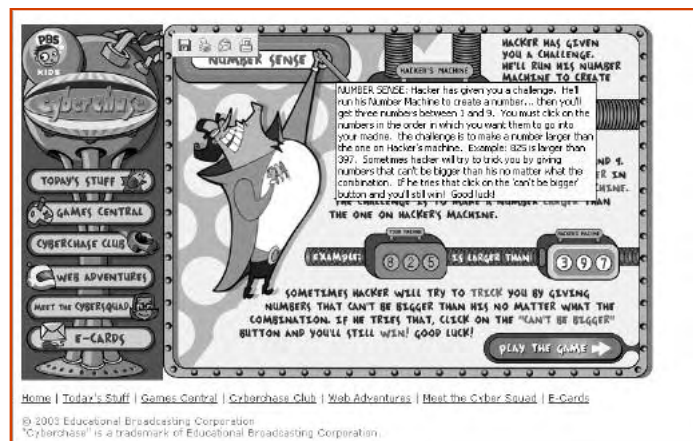 PBS
KIDS
cyberchase
TODAY'S STUFF
GAMES CENTRAL
CYBERCHASE CLUB
WEB ADVENTURES
MEET THE CYBERSQUAD
E-CARDS
NUMBER SENSE
HACKER'S MACHINE
HACKER HAS GIVEN
YOU A CHALLENGE.
HE'LL RUN HIS NUMBER
MACHINE TO CREATE
NUMBER SENSE: Hacker has given you a challenge. He'll
run his Number Machine to create a number... then you'll
get three numbers between 1 and 9. You must click on the
numbers in the order in which you want them to go into
your machine. the challenge is to make a number larger than
the one on Hacker's machine. Example: 825 is larger than
397. Sometimes hacker will try to trick you by giving
numbers that can't be bigger than his no matter what the
combination. If he tries that click on the 'can't be bigger'
button and you'll still win! Good luck!
ND 9.
ER IN
HINE.
THE CHALLENGE IS TO MAKE A NUMBER LARGER THAN
THE ONE ON HACKER'S MACHINE.
EXAMPLE: YOUR MACHINE 8 2 5 IS LARGER THAN HACKER'S MACHINE 3 9 7
SOMETIMES HACKER WILL TRY TO TRICK YOU BY GIVING
NUMBERS THAT CAN'T BE BIGGER THAN HIS NO MATTER WHAT THE
COMBINATION. IF HE TRIES THAT, CLICK ON THE "CAN'T BE BIGGER"
BUTTON AND YOU'LL STILL WIN! GOOD LUCK!
PLAY THE GAME
Home | Today's Stuff | Games Central | Cyberchase Club | Web Adventures | Meet the Cyber Squad | E-Cards
© 2003 Educational Broadcasting Corporation
"Cyberchase" is a trademark of Educational Broadcasting Corporation.